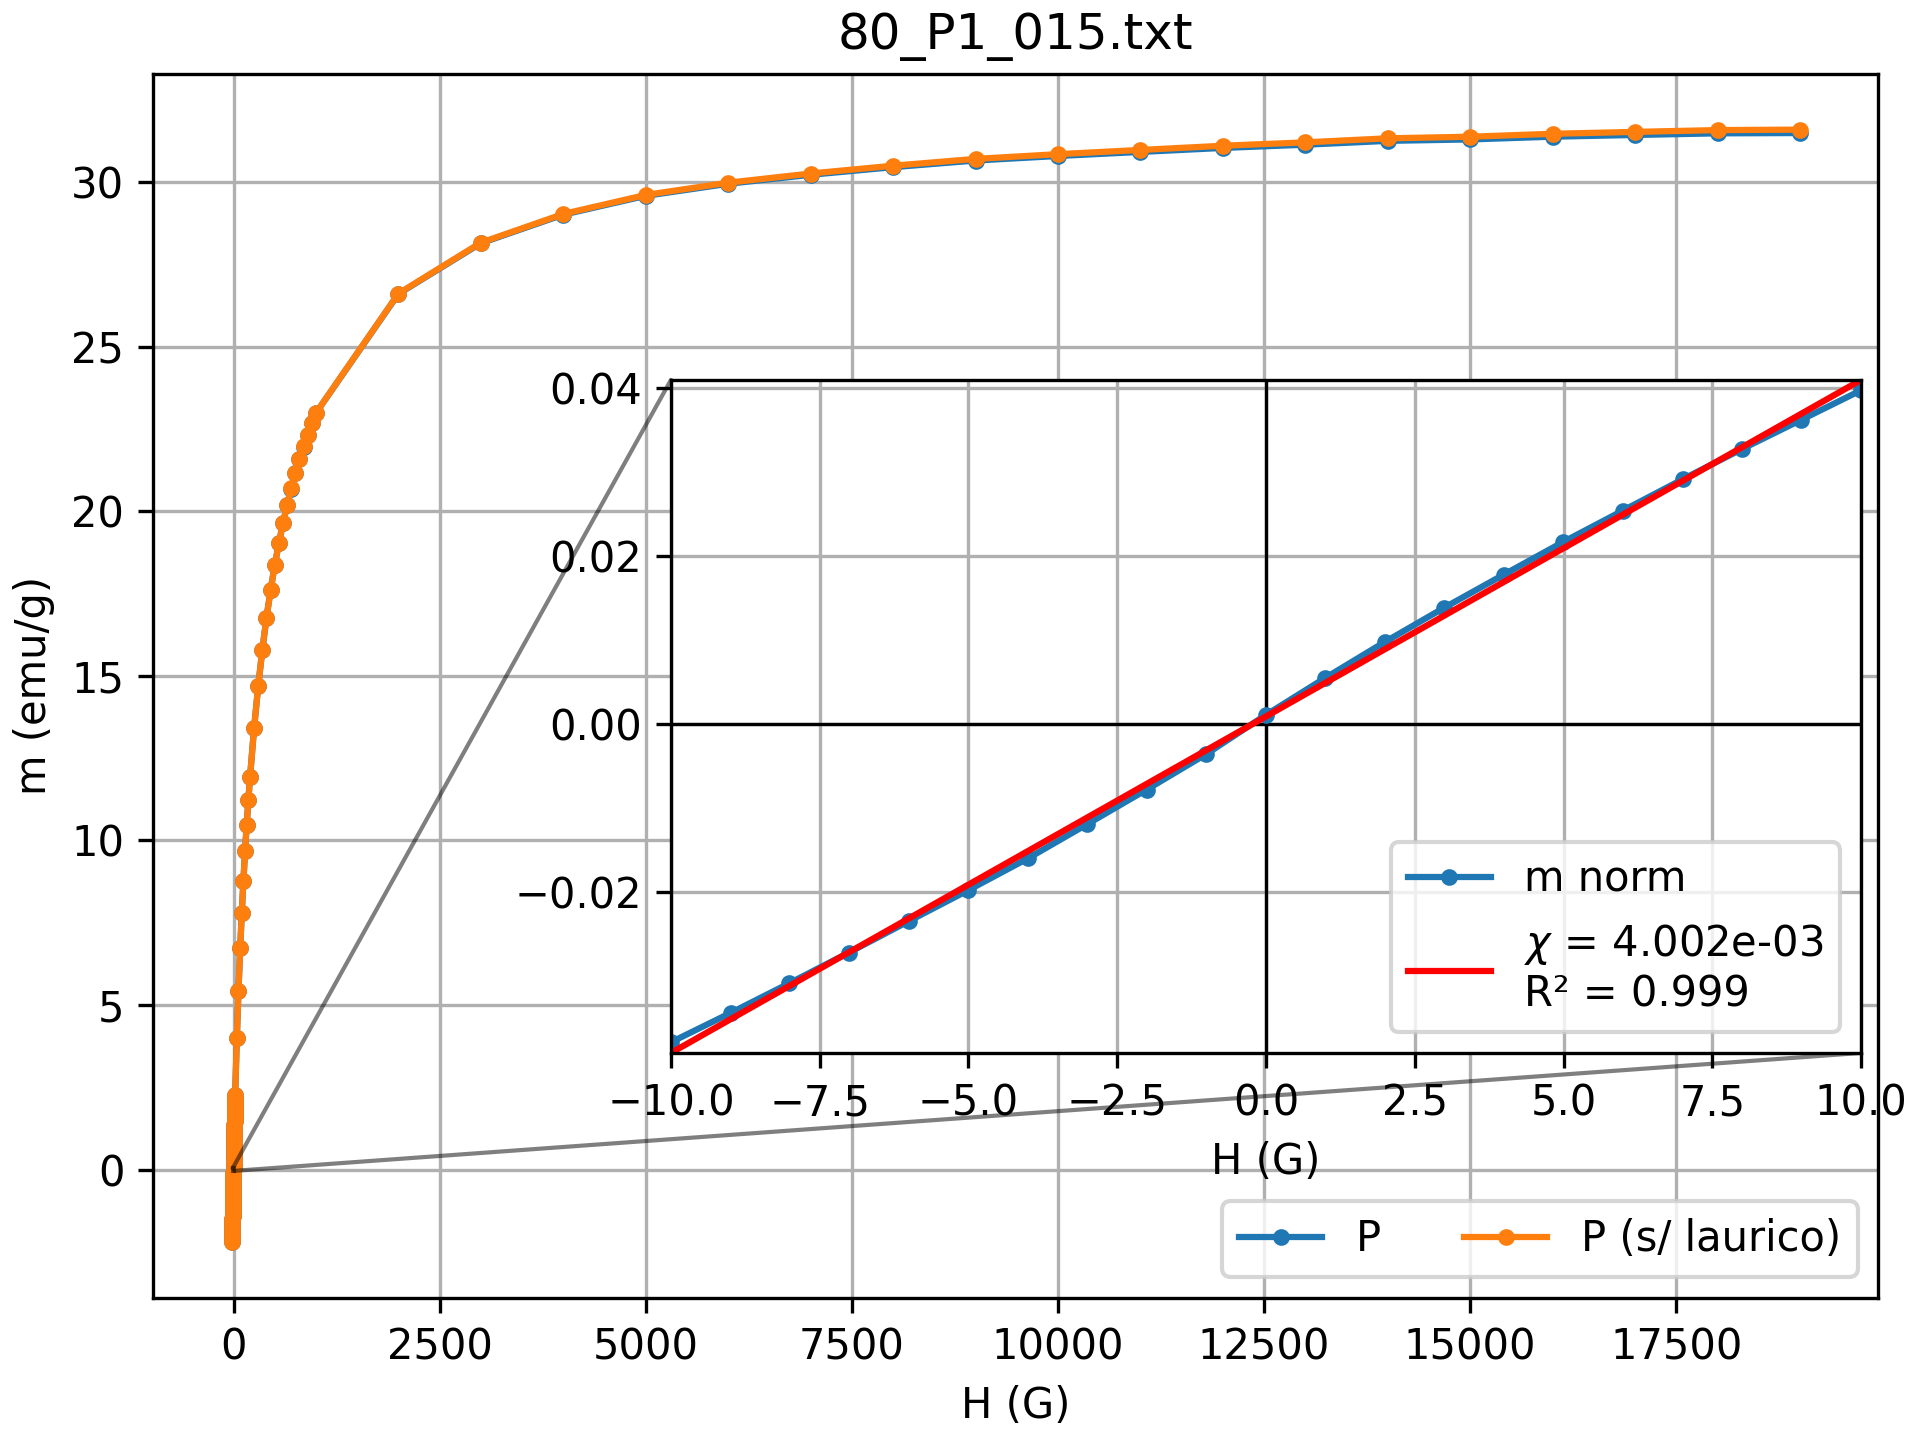 80_P1_015.txt
m (emu/g)
30
25
20
15
10
5
0
0.04
0.02
0.00
−0.02
m norm
χ = 4.002e-03
R² = 0.999
−10.0 −7.5 −5.0 −2.5 0.0 2.5 5.0 7.5 10.0
H (G)
P P (s/ laurico)
0 2500 5000 7500 10000 12500 15000 17500
H (G)